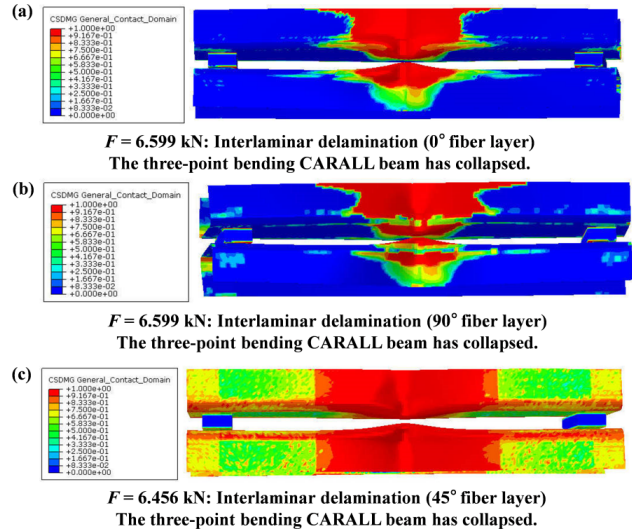 (a)
CSDMG General_Contact_Domain
+1.000e+00
+9.167e-01
+8.333e-01
+7.500e-01
+6.667e-01
+5.833e-01
+5.000e-01
+4.167e-01
+3.333e-01
+2.500e-01
+1.667e-01
+8.333e-02
+0.000e+00
F = 6.599 kN: Interlaminar delamination (0° fiber layer)
The three-point bending CARALL beam has collapsed.
(b)
CSDMG General_Contact_Domain
+1.000e+00
+9.167e-01
+8.333e-01
+7.500e-01
+6.667e-01
+5.833e-01
+5.000e-01
+4.167e-01
+3.333e-01
+2.500e-01
+1.667e-01
+8.333e-02
+0.000e+00
F = 6.599 kN: Interlaminar delamination (90° fiber layer)
The three-point bending CARALL beam has collapsed.
(c)
CSDMG General_Contact_Domain
+1.000e+00
+9.167e-01
+8.333e-01
+7.500e-01
+6.667e-01
+5.833e-01
+5.000e-01
+4.167e-01
+3.333e-01
+2.500e-01
+1.667e-01
+8.333e-02
+0.000e+00
F = 6.456 kN: Interlaminar delamination (45° fiber layer)
The three-point bending CARALL beam has collapsed.